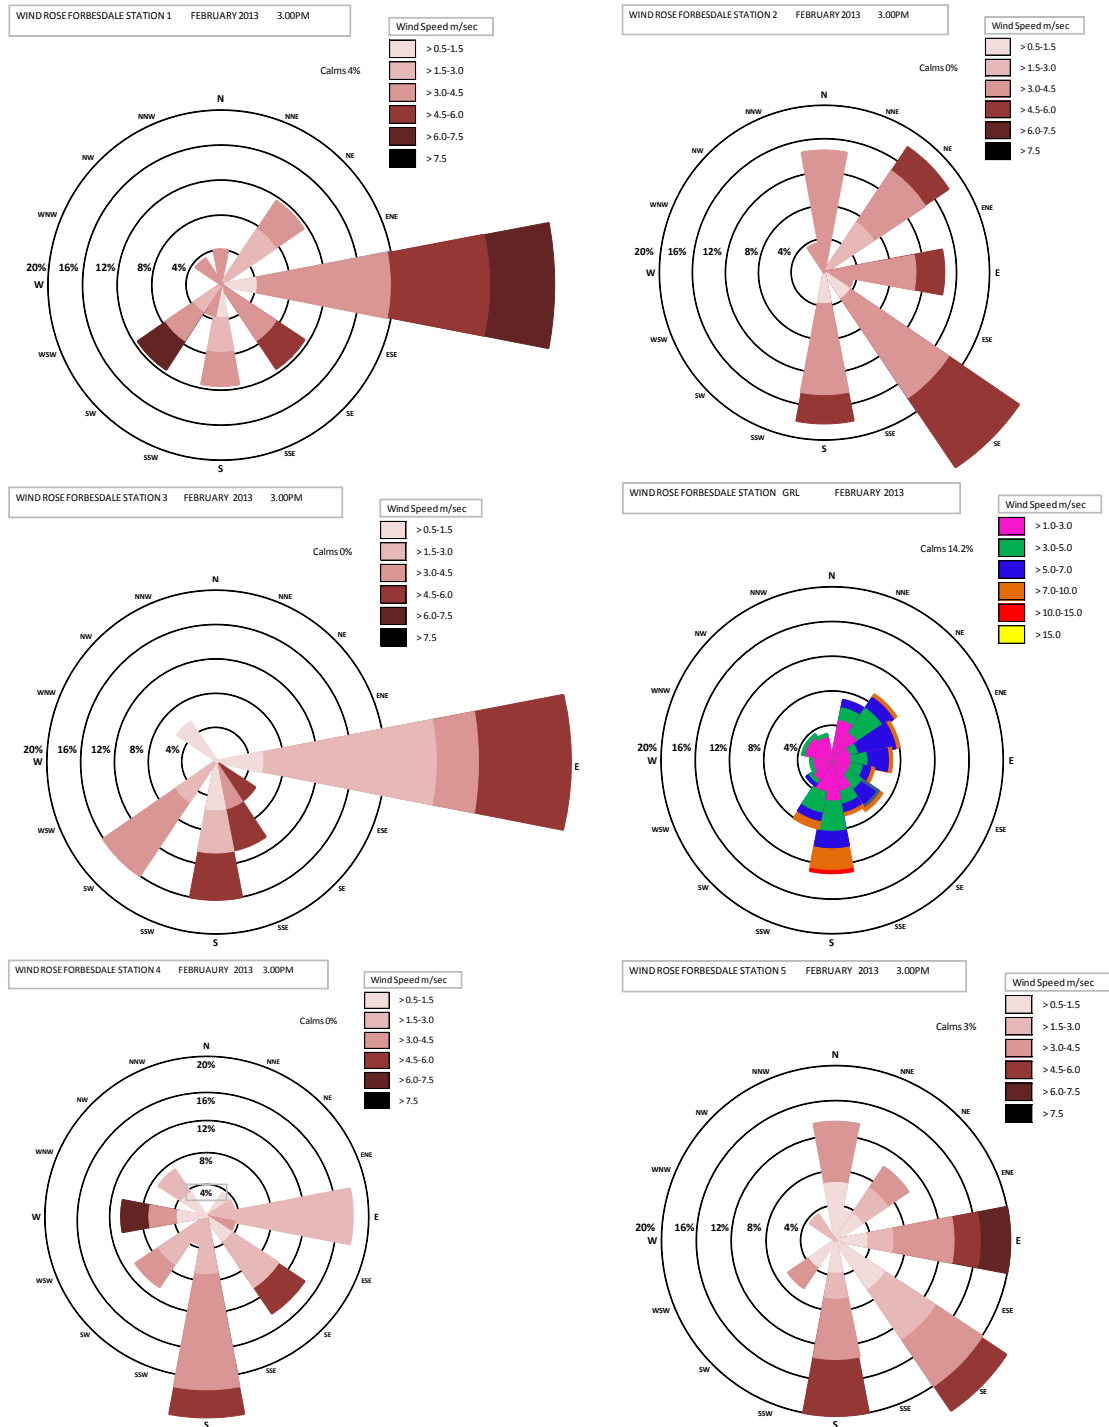 WIND ROSE FORBESDALE STATION 1 FEBRUARY 2013 3.00PM
Wind Speed m/sec
> 0.5-1.5
> 1.5-3.0
> 3.0-4.5
> 4.5-6.0
> 6.0-7.5
> 7.5
Calms 4%
N
NNW NNE
NW NE
WNW ENE
20% 16% 12% 8% 4%
W
WSW ESE
SW SE
SSW SSE
S
WIND ROSE FORBESDALE STATION 2 FEBRUARY 2013 3.00PM
Wind Speed m/sec
> 0.5-1.5
> 1.5-3.0
> 3.0-4.5
> 4.5-6.0
> 6.0-7.5
> 7.5
Calms 0%
N
NNW NNE
NW NE
WNW ENE
20% 16% 12% 8% 4%
W E
WSW ESE
SW SE
SSW SSE
S
WIND ROSE FORBESDALE STATION 3 FEBRUARY 2013 3.00PM
Wind Speed m/sec
> 0.5-1.5
> 1.5-3.0
> 3.0-4.5
> 4.5-6.0
> 6.0-7.5
> 7.5
Calms 0%
N
NNW NNE
NW NE
WNW ENE
20% 16% 12% 8% 4%
W E
WSW ESE
SW SE
SSW SSE
S
WIND ROSE FORBESDALE STATION GRL FEBRUARY 2013
Wind Speed m/sec
> 1.0-3.0
> 3.0-5.0
> 5.0-7.0
> 7.0-10.0
> 10.0-15.0
> 15.0
Calms 14.2%
N
NNW NNE
NW NE
WNW ENE
20% 16% 12% 8% 4%
W E
WSW ESE
SW SE
SSW SSE
S
WIND ROSE FORBESDALE STATION 4 FEBRUAURY 2013 3.00PM
Wind Speed m/sec
> 0.5-1.5
> 1.5-3.0
> 3.0-4.5
> 4.5-6.0
> 6.0-7.5
> 7.5
Calms 0%
N
NNW NNE
20%
NW NE
16%
12%
WNW ENE
8%
4%
W E
WSW ESE
SW SE
SSW SSE
S
WIND ROSE FORBESDALE STATION 5 FEBRUARY 2013 3.00PM
Wind Speed m/sec
> 0.5-1.5
> 1.5-3.0
> 3.0-4.5
> 4.5-6.0
> 6.0-7.5
> 7.5
Calms 3%
N
NNW NNE
NW NE
WNW ENE
20% 16% 12% 8% 4%
W E
WSW ESE
SW SE
SSW SSE
S